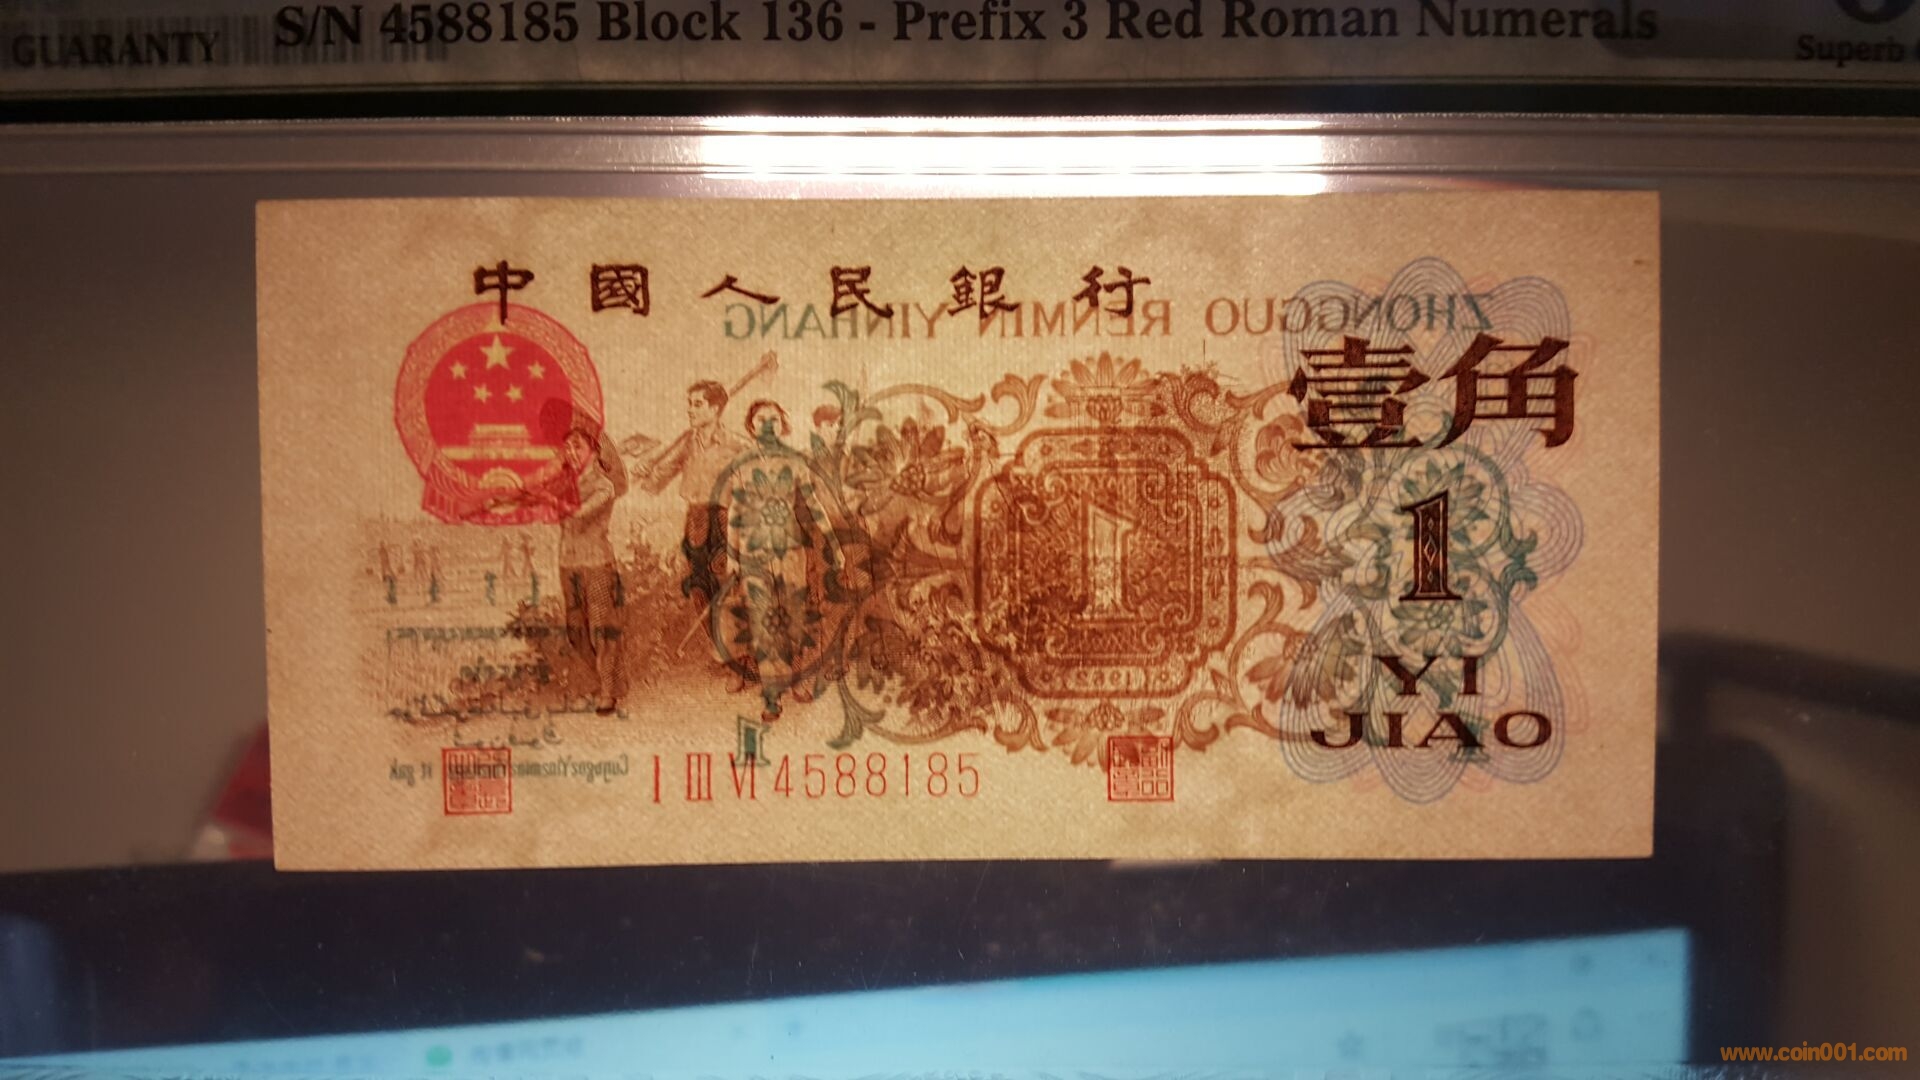 GUARANTY
S/N 4588185 Block 136 - Prefix 3 Red Roman Numerals
Superb
中國人民銀行
ZHONGGUO RENMIN YINHANG
壹角
1
1
YI
JIAO
I III VI 4588185
www.coin001.com